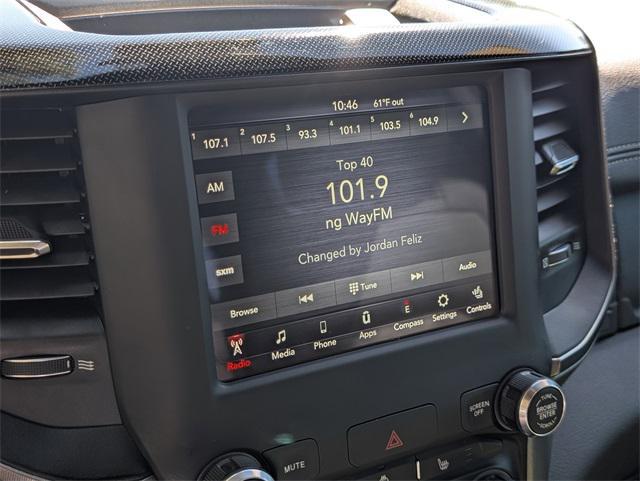 10:46 61°F out
1 107.1 2 107.5 3 93.3 4 101.1 5 103.5 6 104.9 >
AM
FM
sxm
Top 40
101.9
ng WayFM
Changed by Jordan Feliz
Browse Tune Audio
Radio Media Phone Apps E Compass Settings Controls
MUTE
SCREEN OFF
TUNE
BROWSE
ENTER
SCROLL